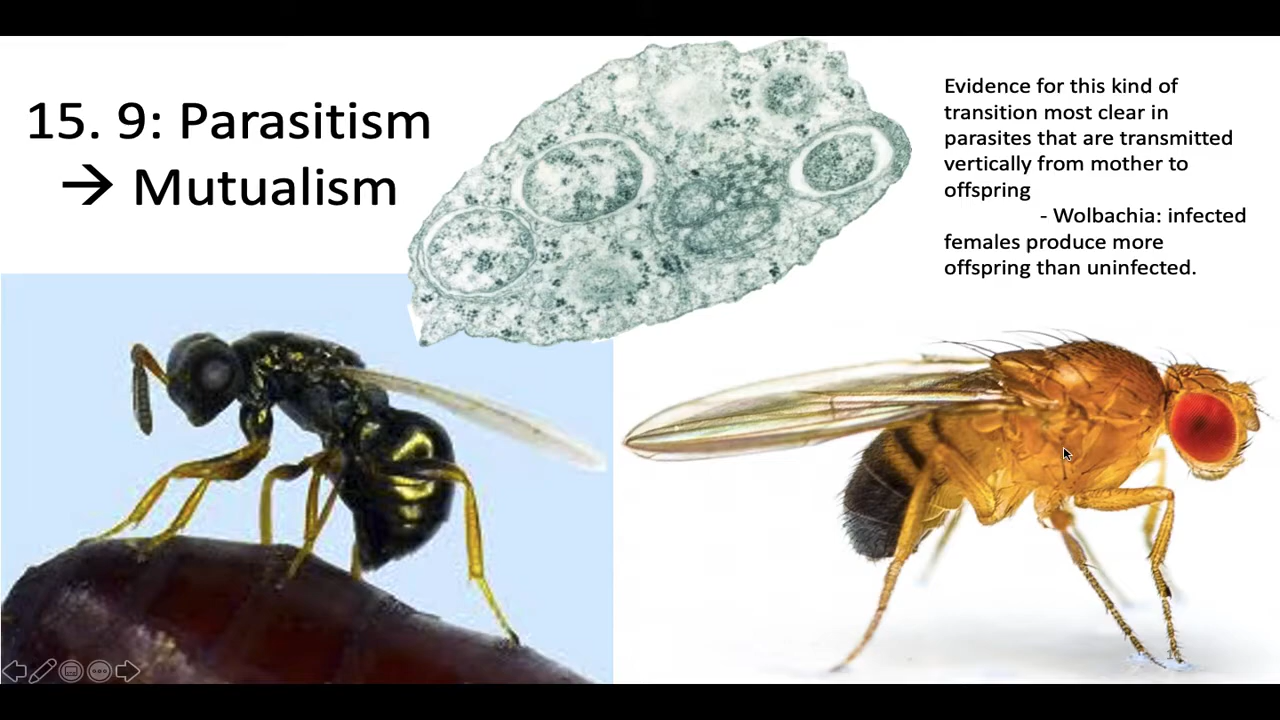 15. 9: Parasitism
→ Mutualism
Evidence for this kind of
transition most clear in
parasites that are transmitted
vertically from mother to
offspring
- Wolbachia: infected
females produce more
offspring than uninfected.